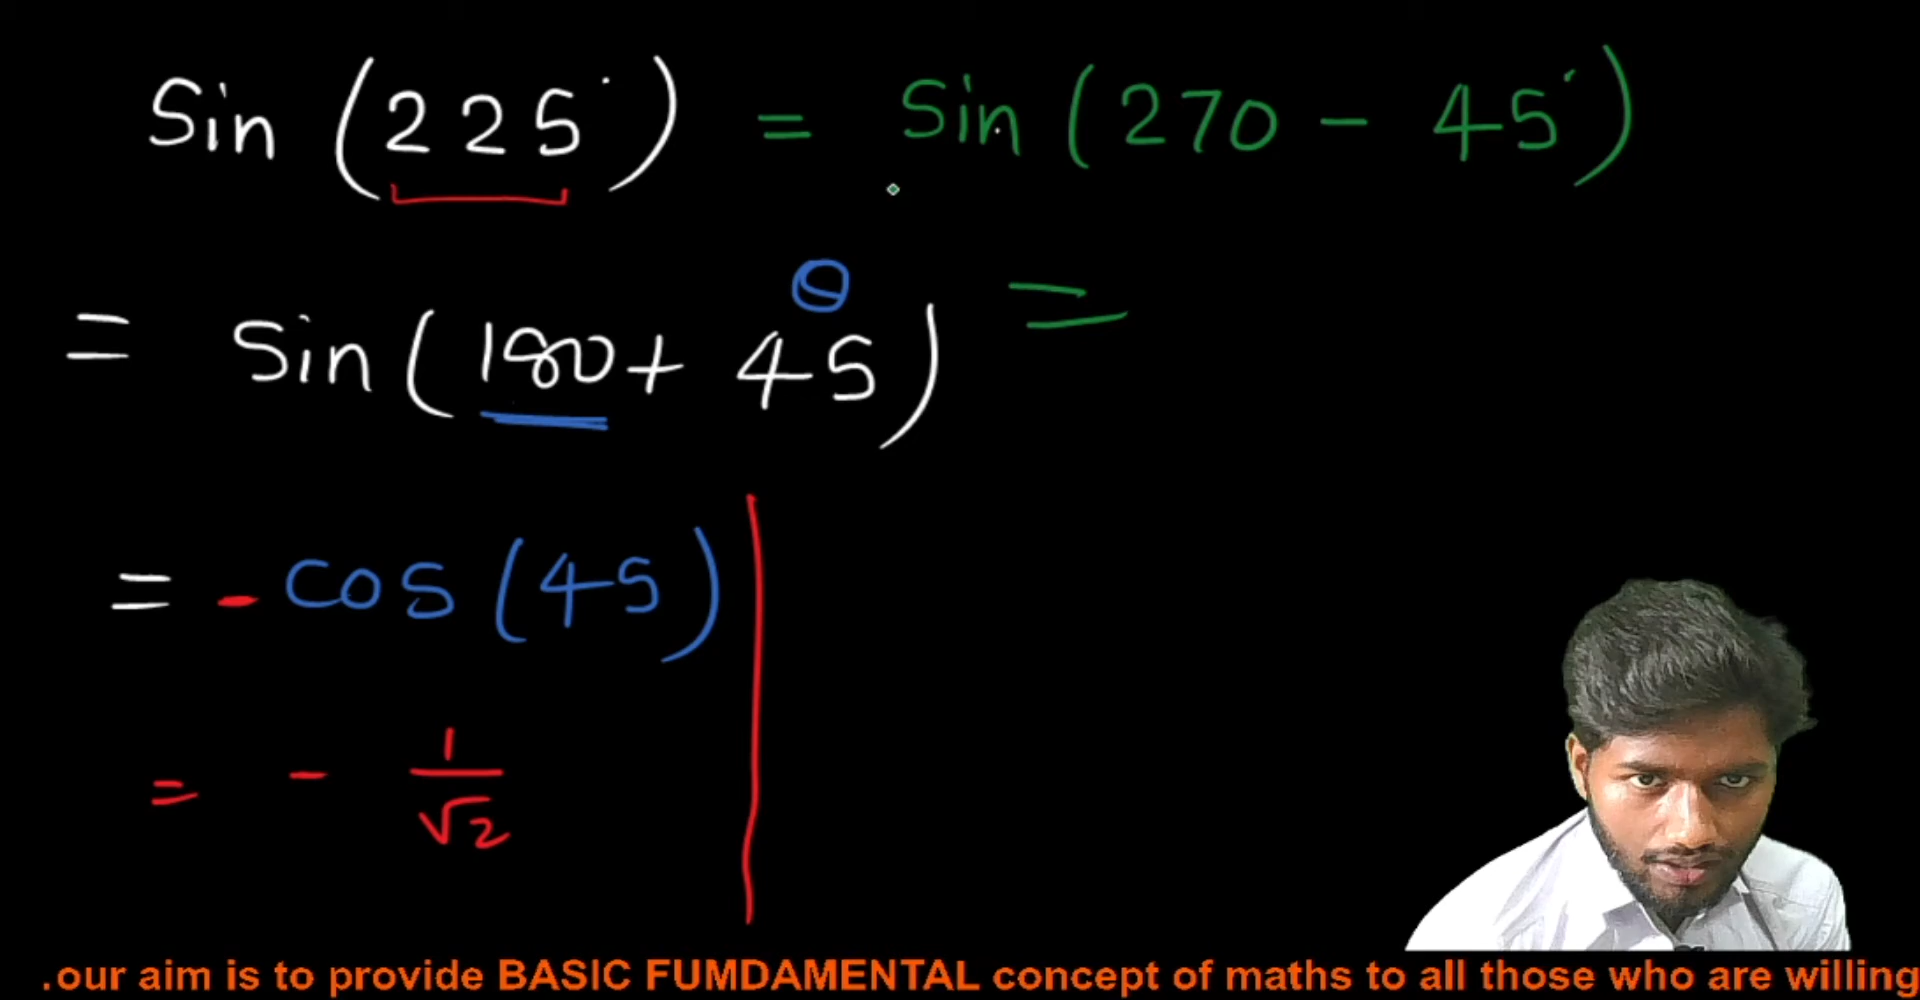 Sin (225°) = Sin (270 - 45°)
θ
= Sin (180 + 45) =
= - cos (45)
= - 1/√2
.our aim is to provide BASIC FUMDAMENTAL concept of maths to all those who are willing